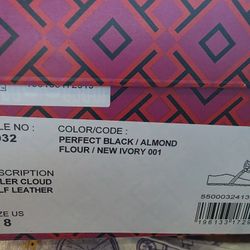 LE NO :
032
COLOR/CODE :
PERFECT BLACK / ALMOND
FLOUR / NEW IVORY 001
SCRIPTION
LER CLOUD
LF LEATHER
ZE US
8
5500032413